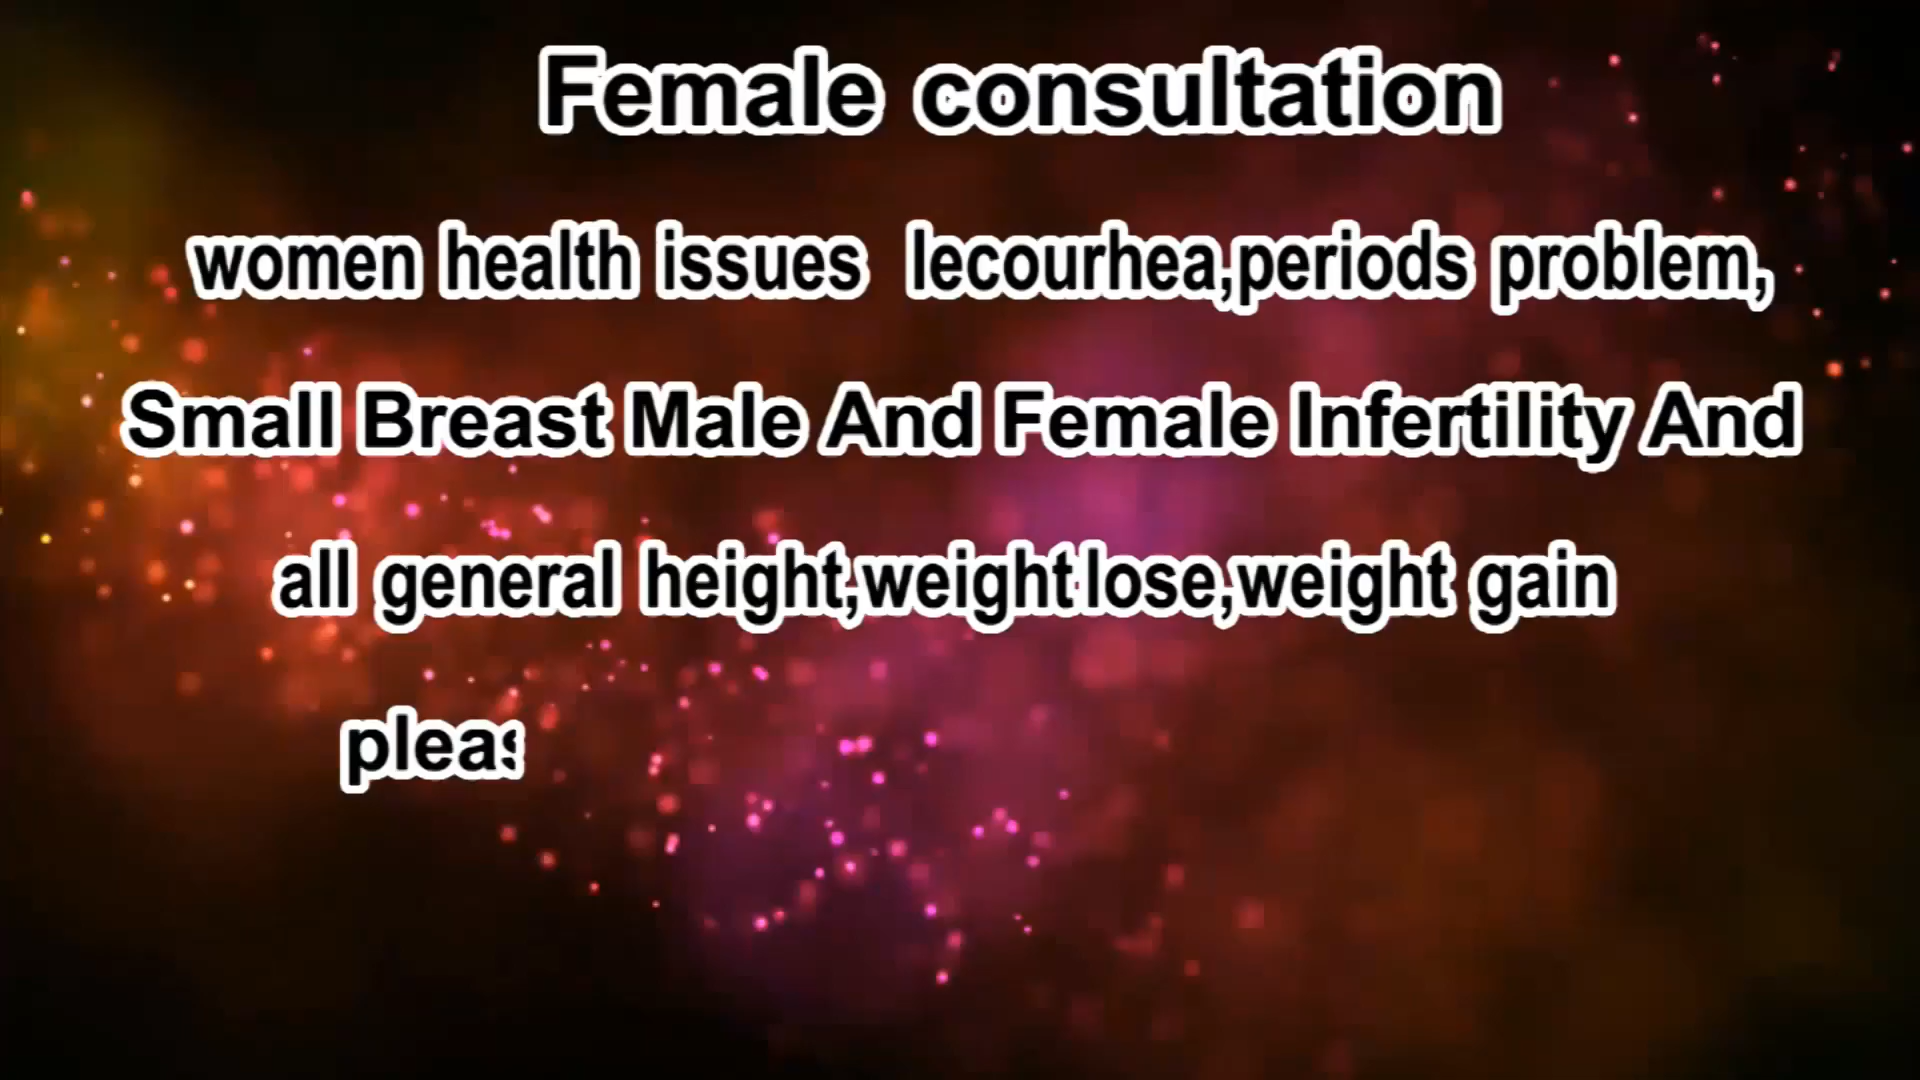 Female consultation
women health issues lecourhea,periods problem,
Small Breast Male And Female Infertility And
all general height,weight lose,weight gain
pleas